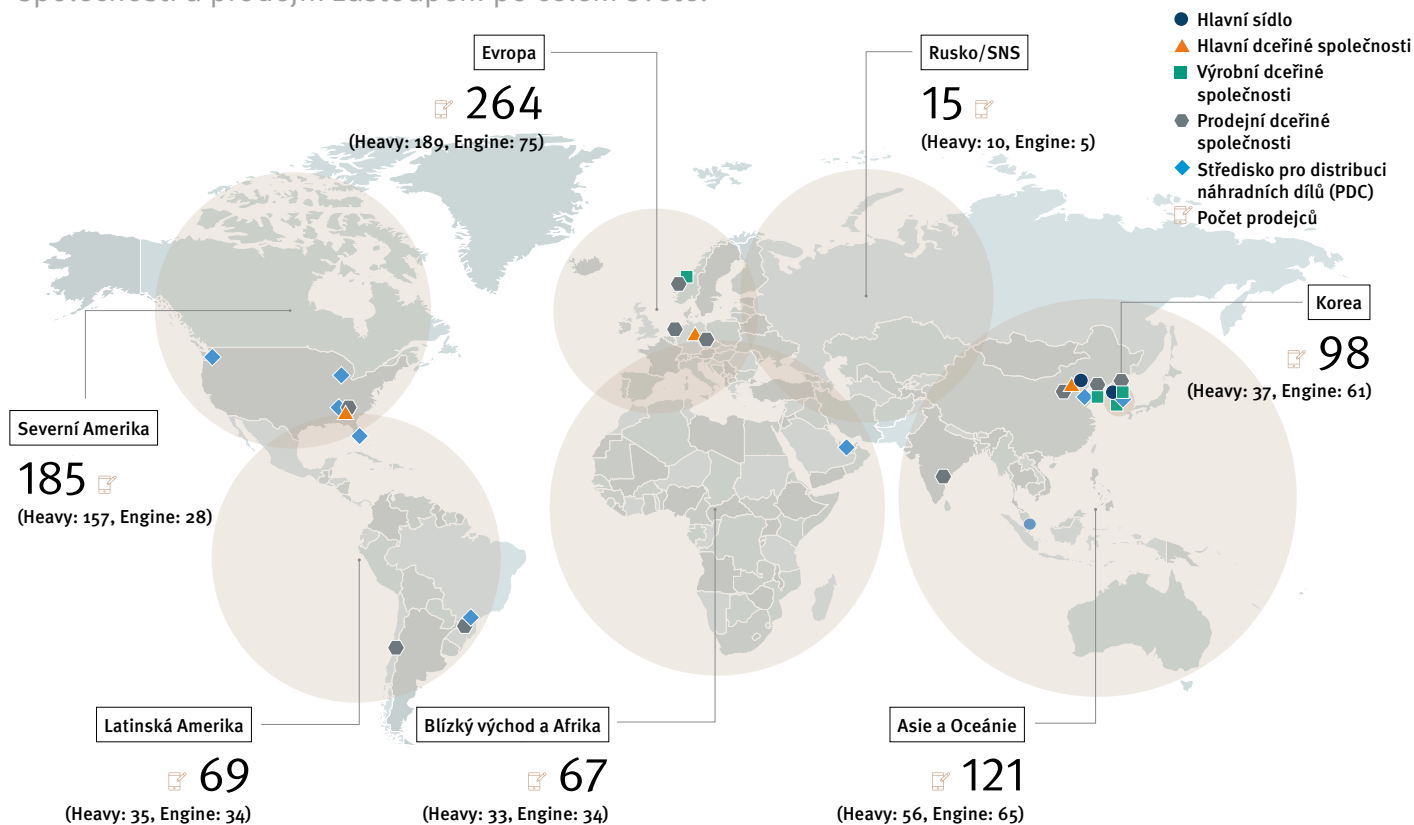 Hlavní sídlo
Hlavní dceřiné společnosti
Výrobní dceřiné
společnosti
Prodejní dceřiné
společnosti
Středisko pro distribuci
náhradních dílů (PDC)
Počet prodejců
Evropa
264
(Heavy: 189, Engine: 75)
Rusko/SNS
15
(Heavy: 10, Engine: 5)
Korea
98
(Heavy: 37, Engine: 61)
Severní Amerika
185
(Heavy: 157, Engine: 28)
Latinská Amerika
69
(Heavy: 35, Engine: 34)
Blízký východ a Afrika
67
(Heavy: 33, Engine: 34)
Asie a Oceánie
121
(Heavy: 56, Engine: 65)